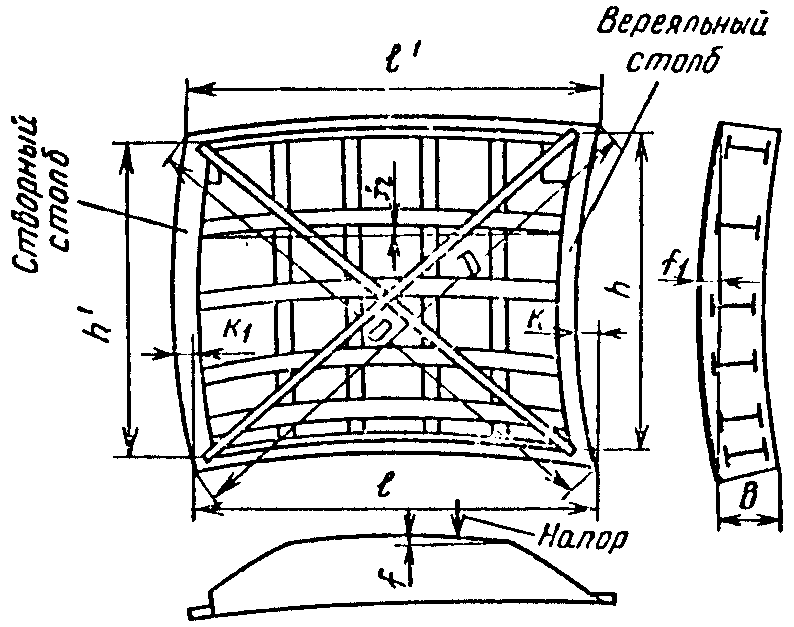 Вереяльный
столб
l'
Створный
столб
f2
D
f1
h'
h
K1
D
K
l
B
Напор
f